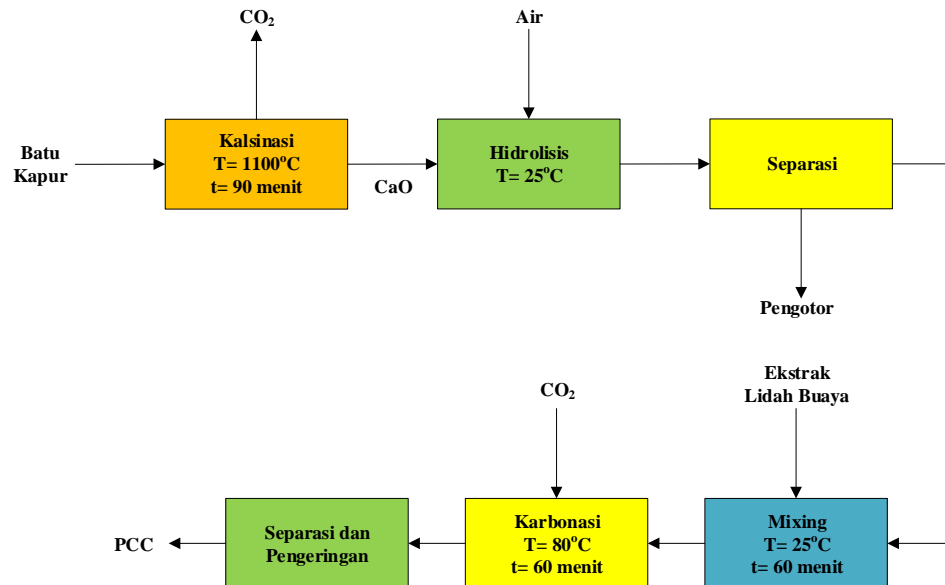 CO₂
Air
Batu
Kapur
Kalsinasi
T= 1100°C
t= 90 menit
CaO
Hidrolisis
T= 25°C
Separasi
Pengotor
Ekstrak
Lidah Buaya
CO₂
PCC
Separasi dan
Pengeringan
Karbonasi
T= 80°C
t= 60 menit
Mixing
T= 25°C
t= 60 menit